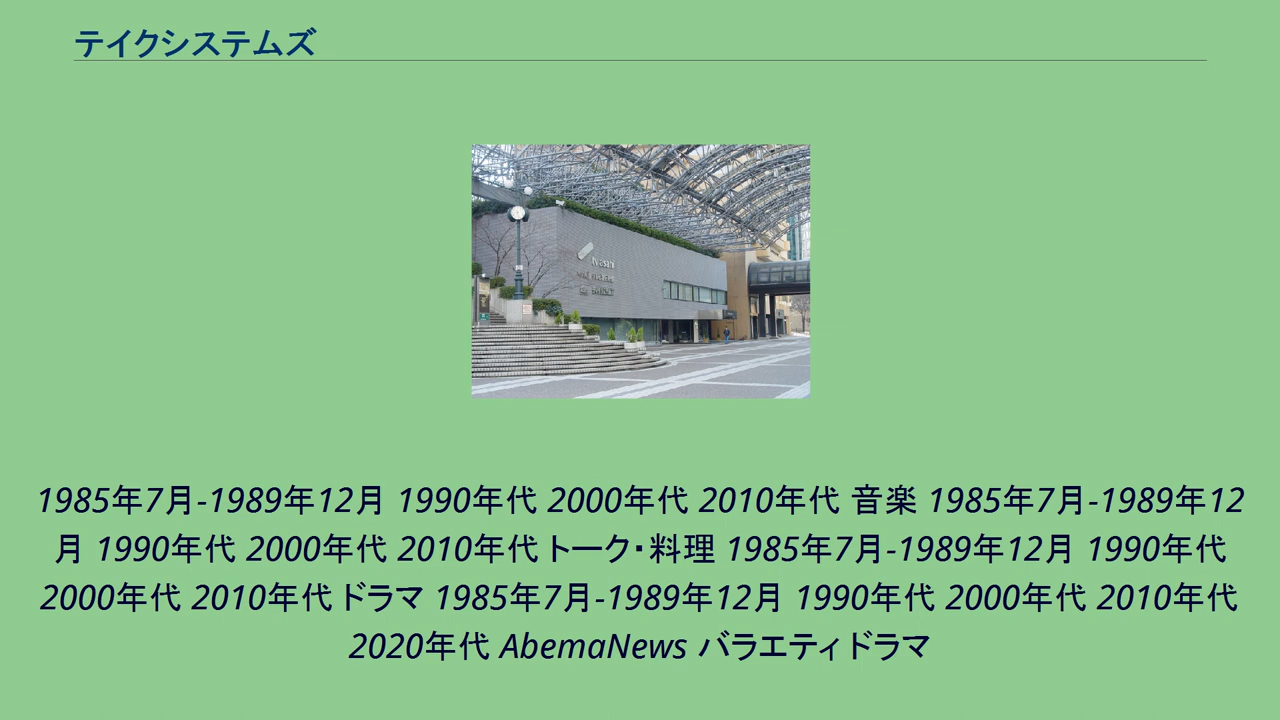 テイクシステムズ
1985年7月-1989年12月 1990年代 2000年代 2010年代 音楽 1985年7月-1989年12
月 1990年代 2000年代 2010年代 トーク・料理 1985年7月-1989年12月 1990年代
2000年代 2010年代 ドラマ 1985年7月-1989年12月 1990年代 2000年代 2010年代
2020年代 AbemaNews バラエティドラマ